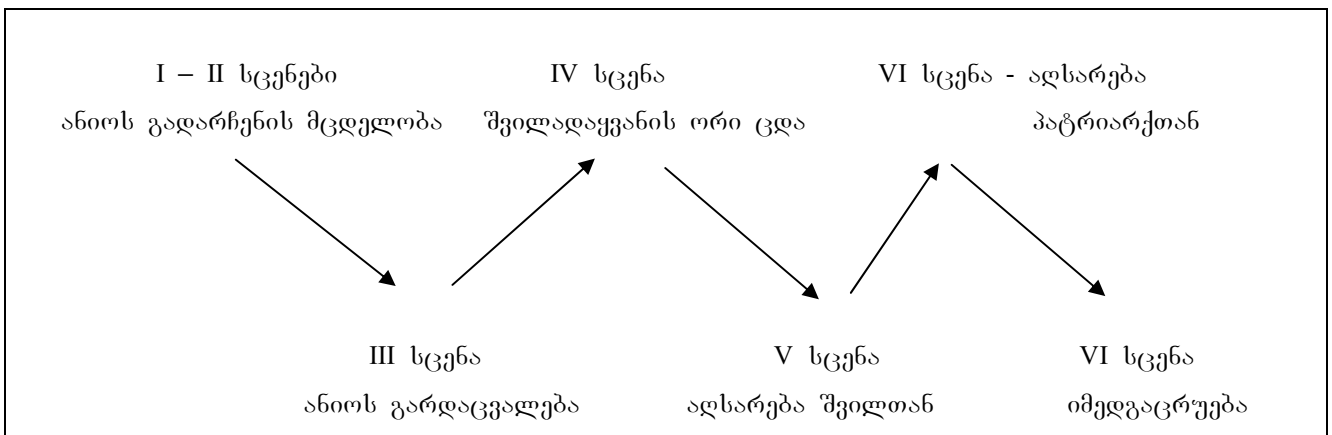 I – II სცენები
ანიოს გადარჩენის მცდელობა
IV სცენა
შვილადაყვანის ორი ცდა
VI სცენა - აღსარება
პატრიარქთან
III სცენა
ანიოს გარდაცვალება
V სცენა
აღსარება შვილთან
VI სცენა
იმედგაცრუება